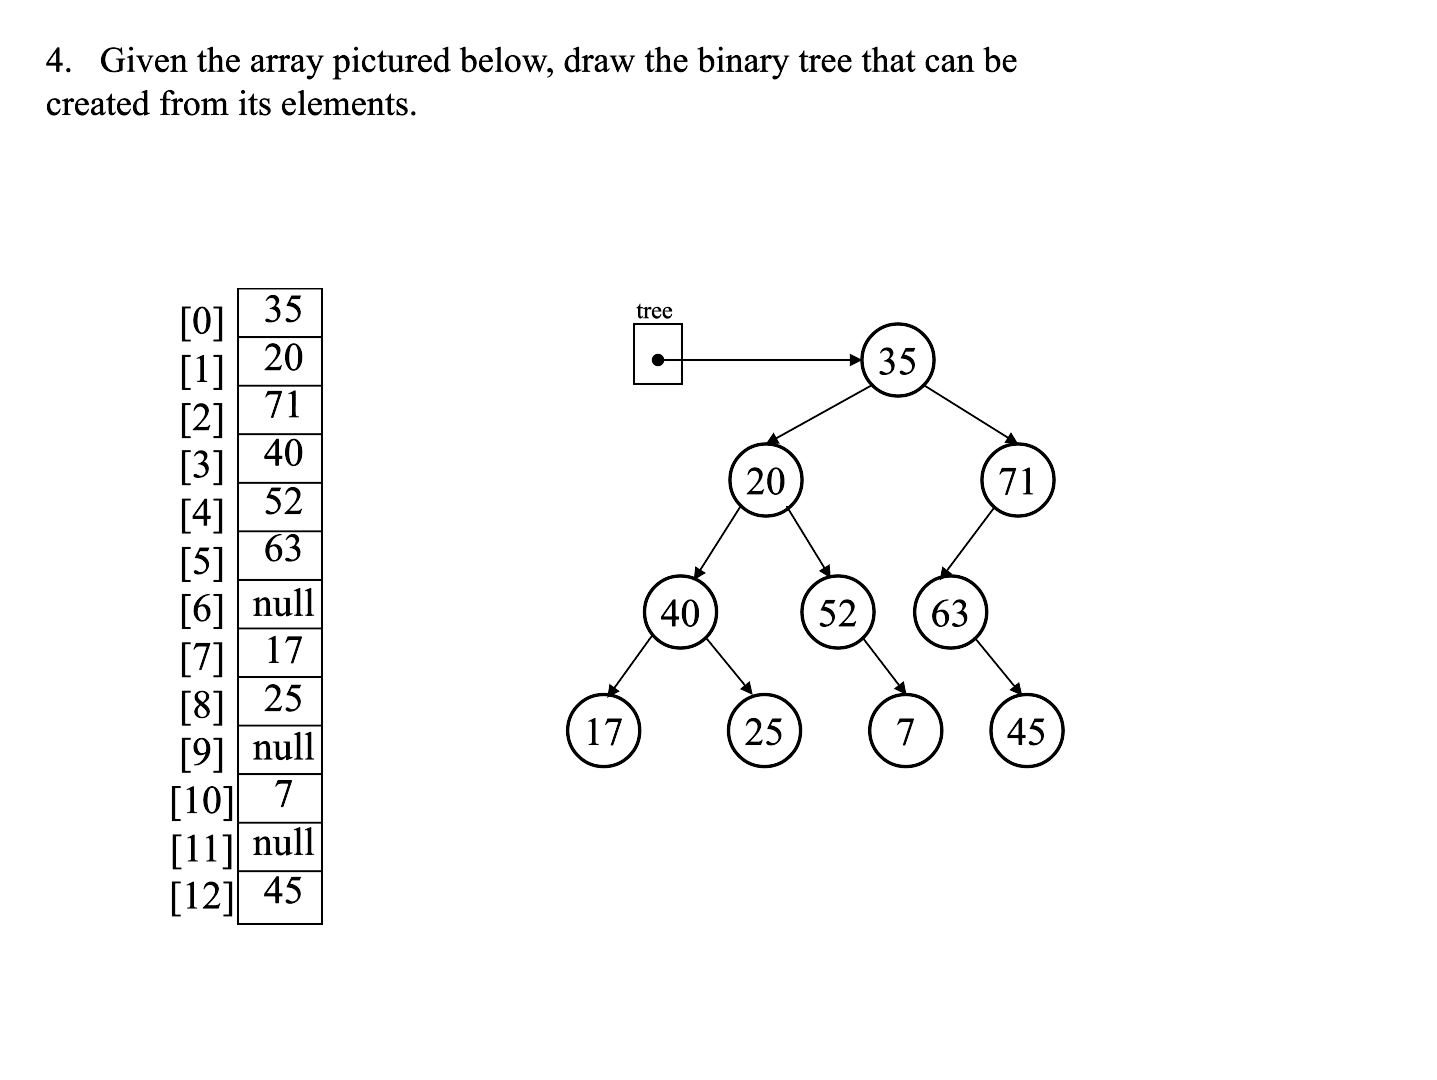 4. Given the array pictured below, draw the binary tree that can be
created from its elements.
[0] 35
[1] 20
[2] 71
[3] 40
[4] 52
[5] 63
[6] null
[7] 17
[8] 25
[9] null
[10] 7
[11] null
[12] 45
tree
35
20 71
40 52 63
17 25 7 45